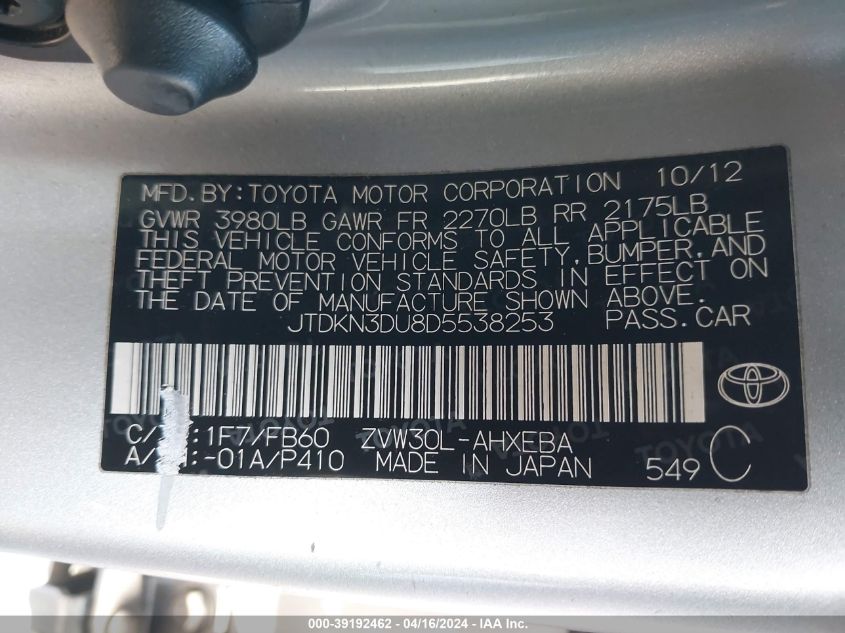 MFD. BY: TOYOTA MOTOR CORPORATION 10/12
GVWR 3980LB GAWR FR 2270LB RR 2175LB
THIS VEHICLE CONFORMS TO ALL APPLICABLE
FEDERAL MOTOR VEHICLE SAFETY, BUMPER, AND
THEFT PREVENTION STANDARDS IN EFFECT ON
THE DATE OF MANUFACTURE SHOWN ABOVE.
JTDKN3DU8D5538253 PASS. CAR
C/ :1F7/FB60 ZVW30L-AHXEBA
A/ :-01A/P410 MADE IN JAPAN 549 C
000-39192462 - 04/16/2024 - IAA Inc.